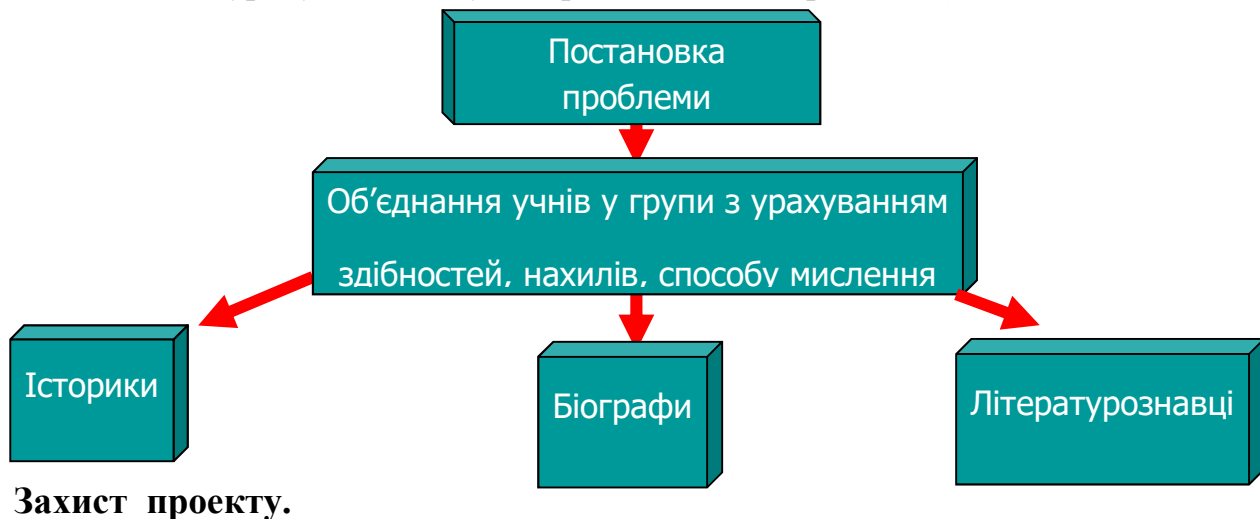 Постановка
проблеми
Об’єднання учнів у групи з урахуванням
здібностей, нахилів, способу мислення
Історики
Біографи
Літературознавці
Захист проекту.